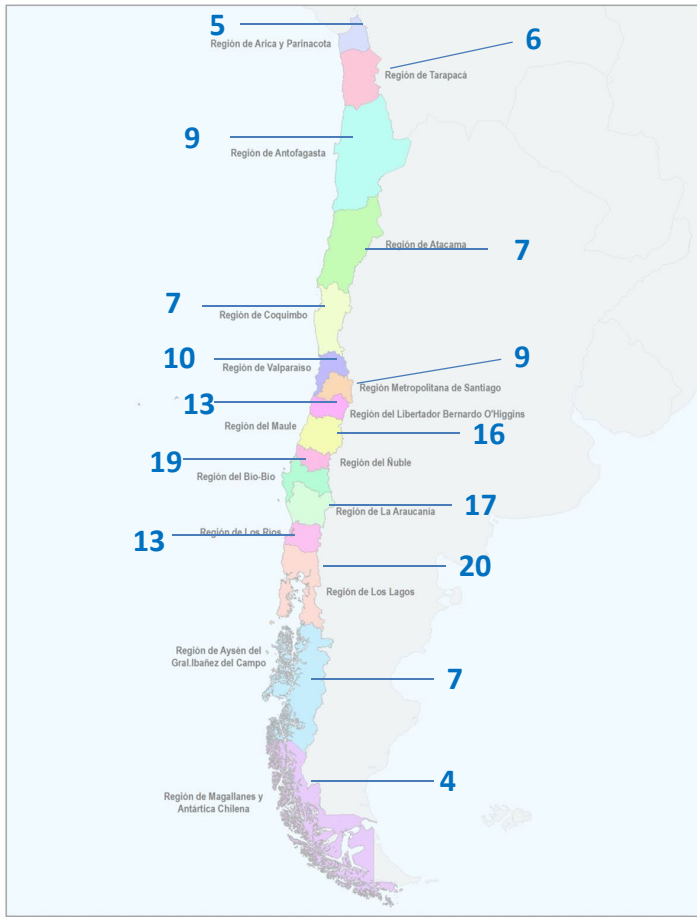 5
Región de Arica y Parinacota
6
Región de Tarapacá
9
Región de Antofagasta
Región de Atacama
7
7
Región de Coquimbo
10
Región de Valparaíso
9
Región Metropolitana de Santiago
13
Región del Libertador Bernardo O'Higgins
Región del Maule
16
19
Región del Ñuble
Región del Bío-Bío
17
Región de La Araucanía
Región de Los Ríos
13
20
Región de Los Lagos
Región de Aysén del
Gral.Ibañez del Campo
7
4
Región de Magallanes y
Antártica Chilena